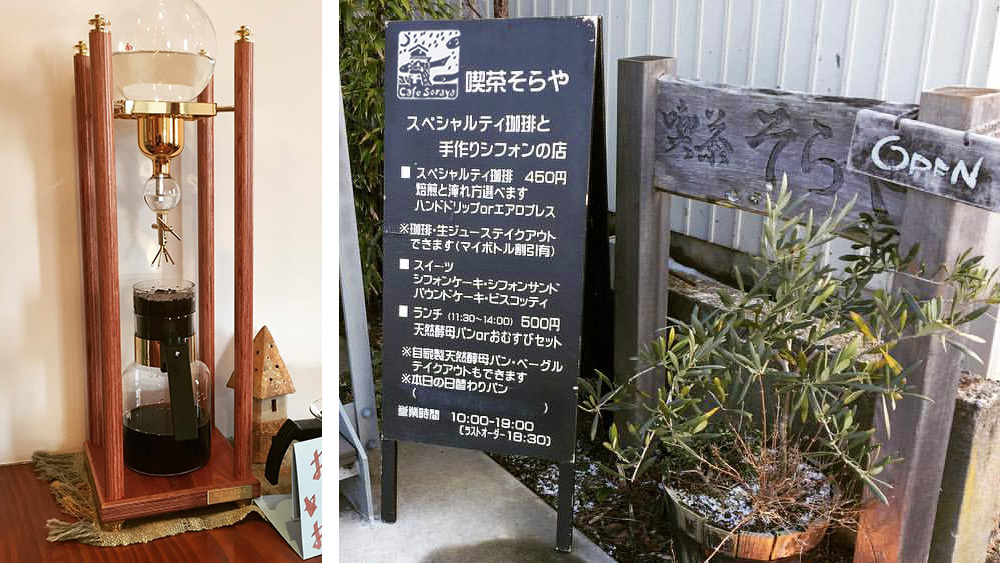 Cafe Soraya
喫茶そらや
スペシャルティ珈琲と
手作りシフォンの店
■ スペシャルティ珈琲 450円
焙煎と淹れ方選べます
ハンドドリップorエアロプレス
※珈琲・生ジューステイクアウト
できます(マイボトル割引有)
■ スイーツ
シフォンケーキ・シフォンサンド
パウンドケーキ・ビスコッティ
■ ランチ (11:30~14:00) 500円
天然酵母パンorおむすびセット
※自家製天然酵母パン・ベーグル
テイクアウトもできます
※本日の日替わりパン
( )
営業時間 10:00-19:00
〔ラストオーダー18:30〕
喫茶そら
OPEN